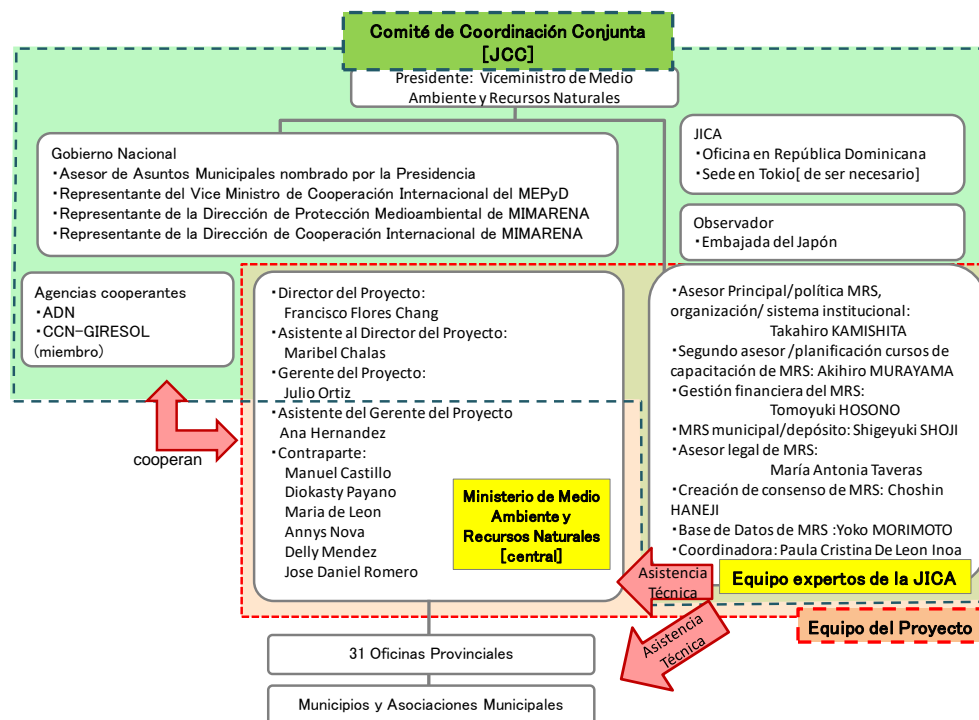 Comité de Coordinación Conjunta
[JCC]
Presidente: Viceministro de Medio
Ambiente y Recursos Naturales
Gobierno Nacional
・Asesor de Asuntos Municipales nombrado por la Presidencia
・Representante del Vice Ministro de Cooperación Internacional del MEPyD
・Representante de la Dirección de Protección Medioambiental de MIMARENA
・Representante de la Dirección de Cooperación Internacional de MIMARENA
JICA
・Oficina en República Dominicana
・Sede en Tokio[ de ser necesario]
Observador
・Embajada del Japón
Agencias cooperantes
・ADN
・CCN-GIRESOL
(miembro)
cooperan
・Director del Proyecto:
Francisco Flores Chang
・Asistente al Director del Proyecto:
Maribel Chalas
・Gerente del Proyecto:
Julio Ortiz
・Asistente del Gerente del Proyecto
Ana Hernandez
・Contraparte:
Manuel Castillo
Diokasty Payano
Maria de Leon
Annys Nova
Delly Mendez
Jose Daniel Romero
Ministerio de Medio
Ambiente y
Recursos Naturales
[central]
・Asesor Principal/política MRS,
organización/ sistema institucional:
Takahiro KAMISHITA
・Segundo asesor /planificación cursos de
capacitación de MRS: Akihiro MURAYAMA
・Gestión financiera del MRS:
Tomoyuki HOSONO
・MRS municipal/depósito: Shigeyuki SHOJI
・Asesor legal de MRS:
María Antonia Taveras
・Creación de consenso de MRS: Choshin
HANEJI
・Base de Datos de MRS :Yoko MORIMOTO
・Coordinadora: Paula Cristina De Leon Inoa
Asistencia
Técnica
Equipo expertos de la JICA
Asistencia
Técnica
Equipo del Proyecto
31 Oficinas Provinciales
Municipios y Asociaciones Municipales